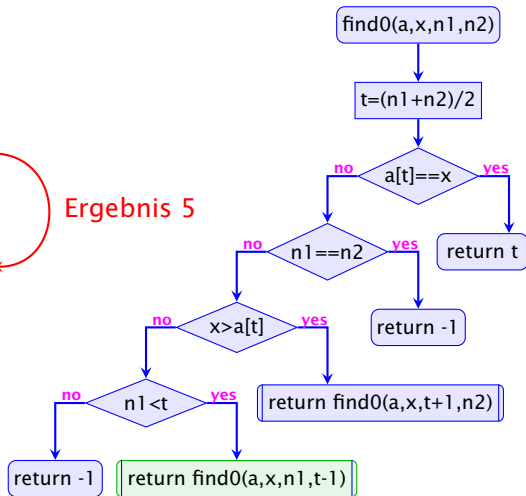 find0(a,x,n1,n2)
t=(n1+n2)/2
a[t]==x
no
yes
Ergebnis 5
return t
n1==n2
no
yes
return -1
x>a[t]
no
yes
return find0(a,x,t+1,n2)
n1<t
no
yes
return -1
return find0(a,x,n1,t-1)